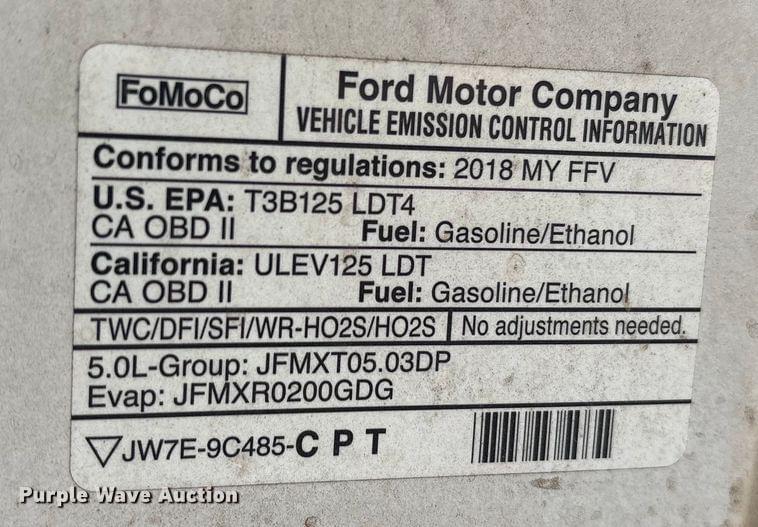 FoMoCo
Ford Motor Company
VEHICLE EMISSION CONTROL INFORMATION
Conforms to regulations: 2018 MY FFV
U.S. EPA: T3B125 LDT4
CA OBD II Fuel: Gasoline/Ethanol
California: ULEV125 LDT
CA OBD II Fuel: Gasoline/Ethanol
TWC/DFI/SFI/WR-HO2S/HO2S No adjustments needed.
5.0L-Group: JFMXT05.03DP
Evap: JFMXR0200GDG
JW7E-9C485-C P T
Purple Wave Auction